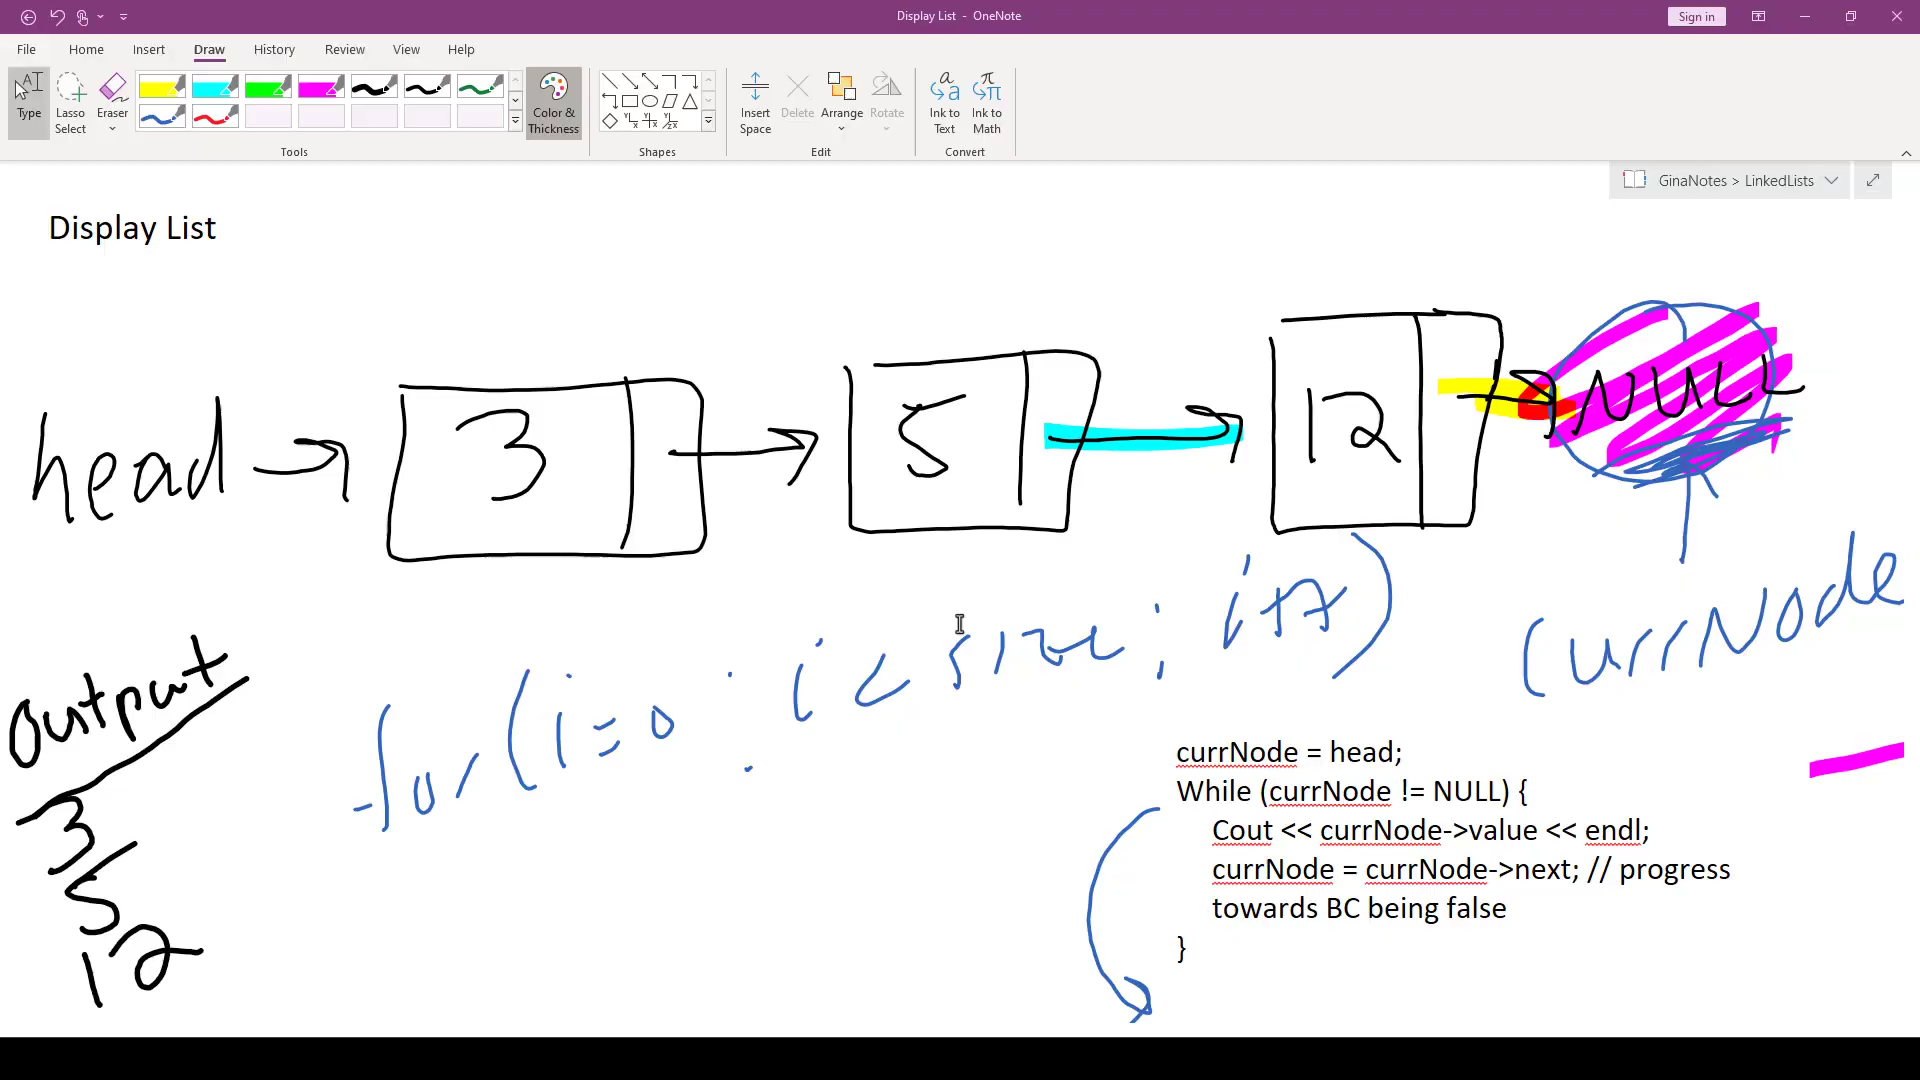 Display List - OneNote
Sign in
File Home Insert Draw History Review View Help
Type
Lasso Select
Eraser
Color & Thickness
Insert Space
Delete
Arrange
Rotate
Ink to Text
Ink to Math
Tools
Shapes
Edit
Convert
GinaNotes > LinkedLists
Display List
head 3 5 12 NULL
currNode
for(i=0; i<size; i++)
Output
3
5
12
currNode = head;
While (currNode != NULL) {
Cout << currNode->value << endl;
currNode = currNode->next; // progress
towards BC being false
}